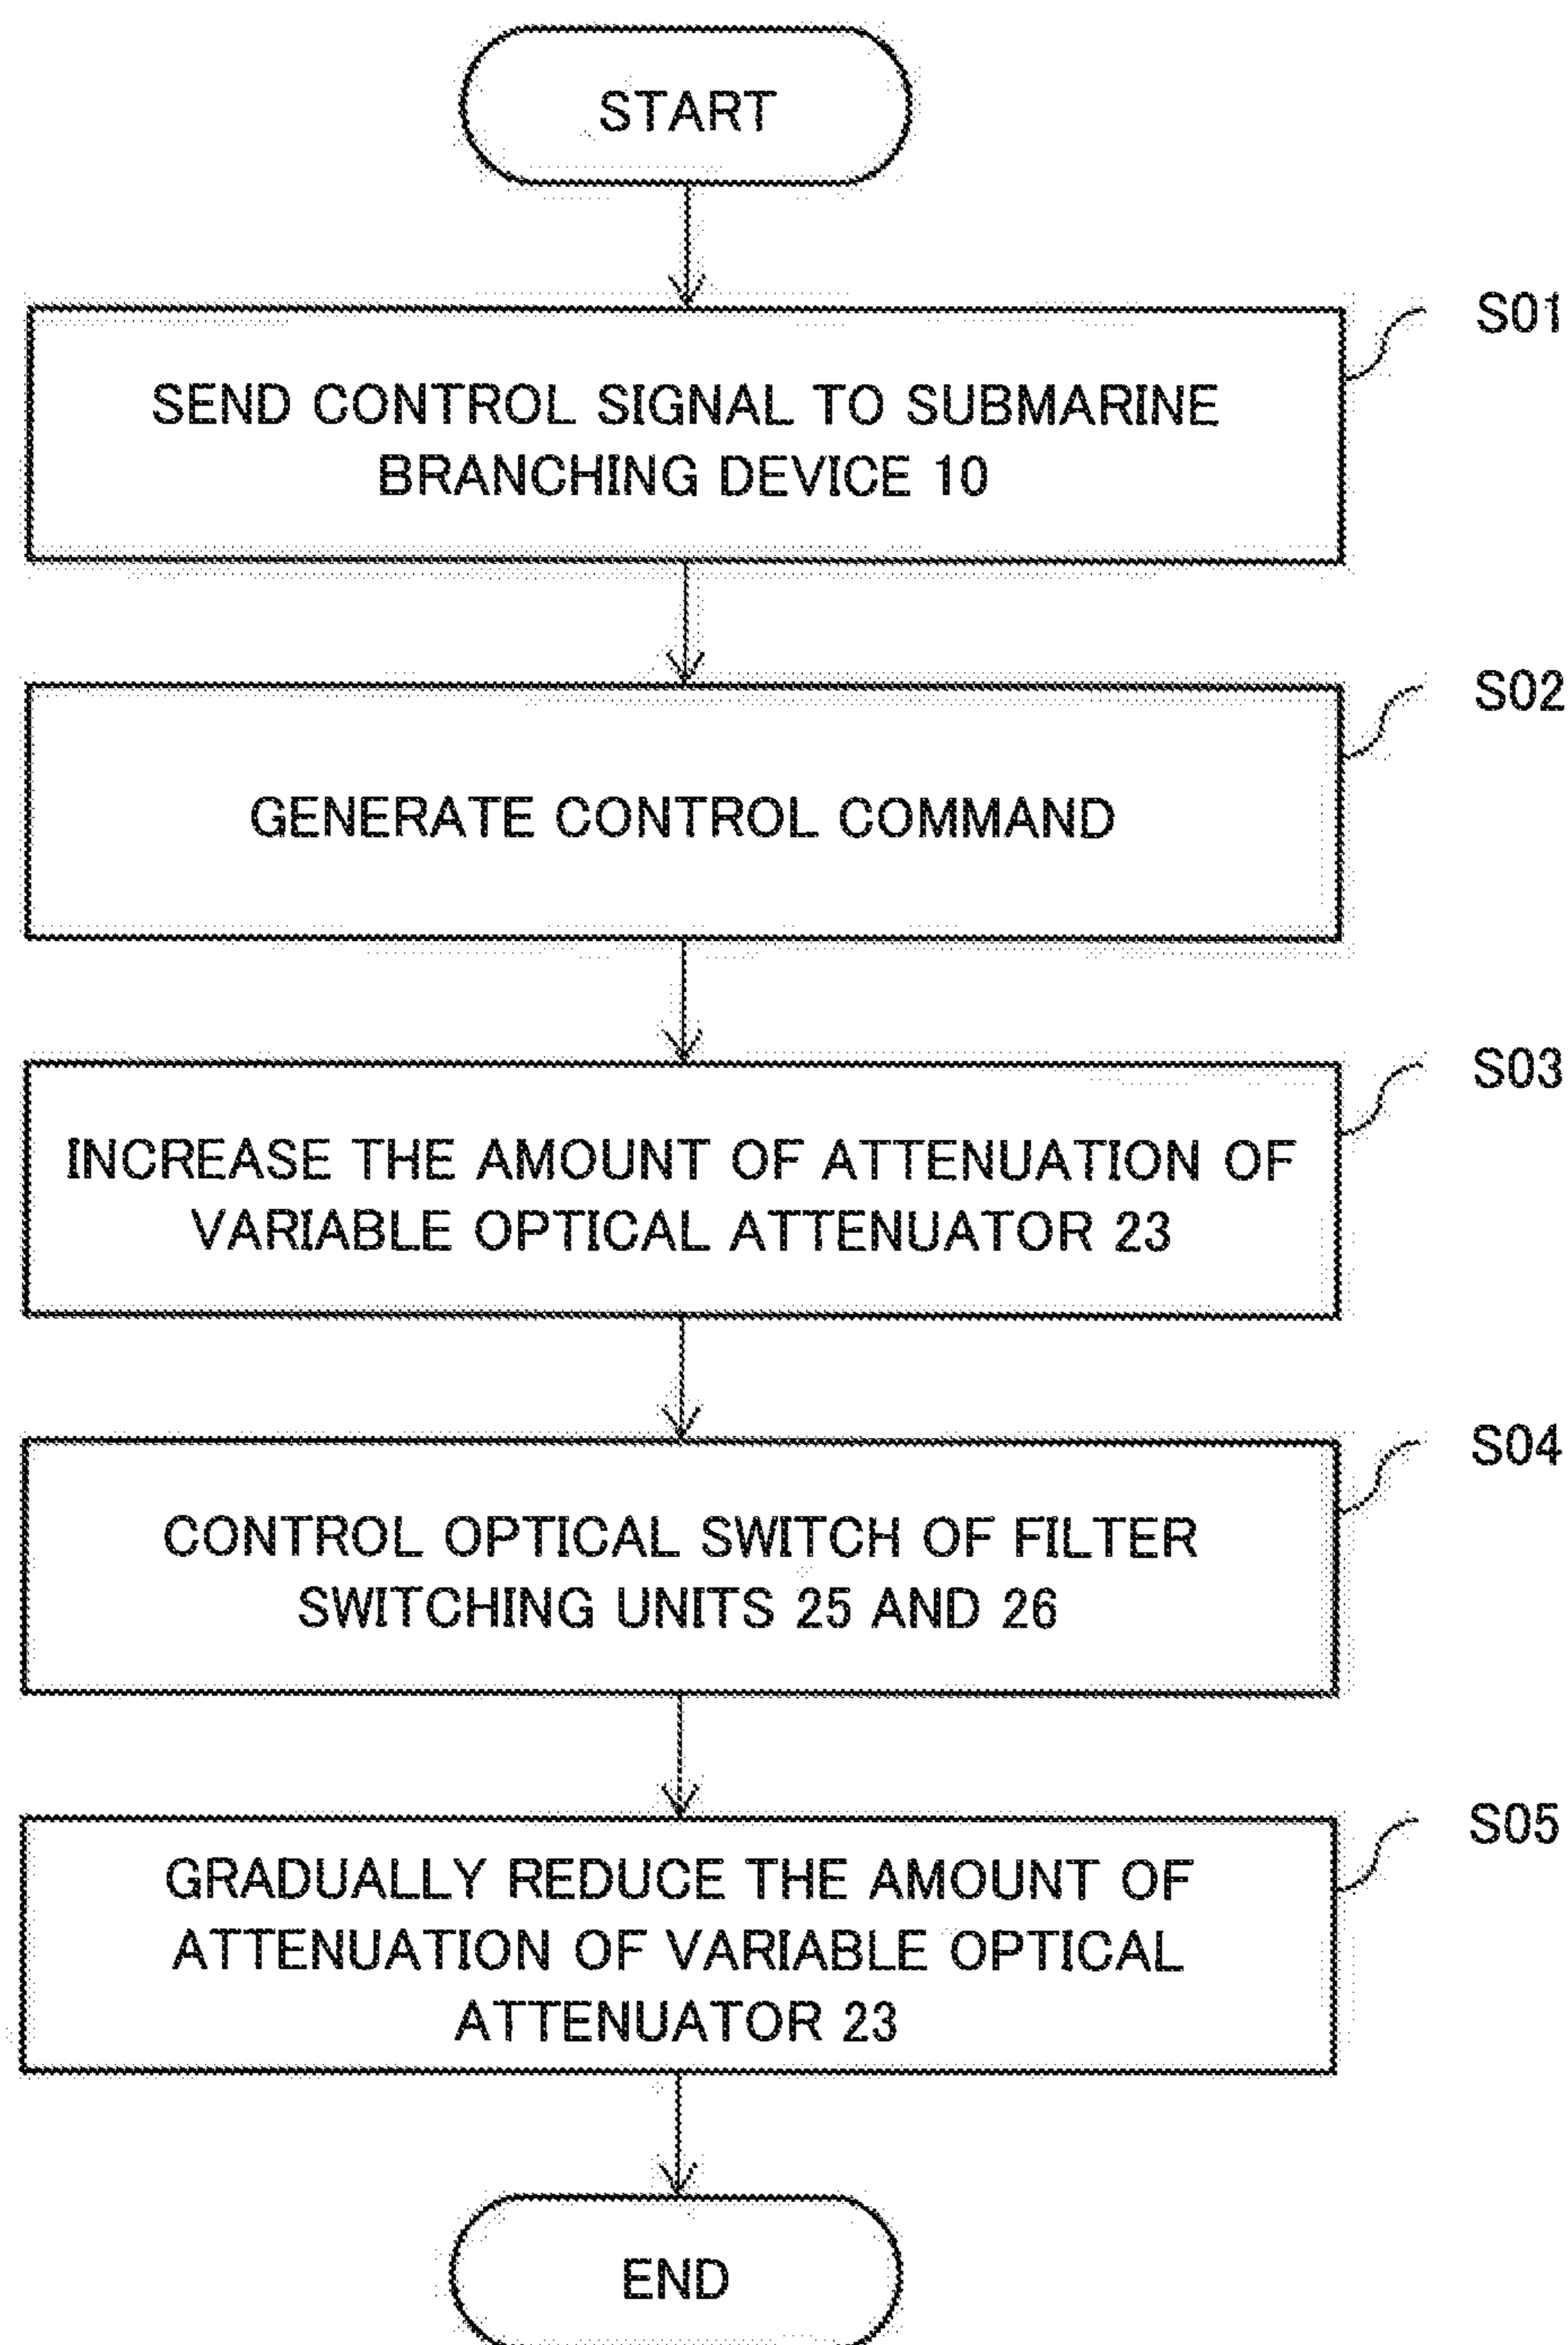 START
S01
SEND CONTROL SIGNAL TO SUBMARINE
BRANCHING DEVICE 10
S02
GENERATE CONTROL COMMAND
S03
INCREASE THE AMOUNT OF ATTENUATION OF
VARIABLE OPTICAL ATTENUATOR 23
S04
CONTROL OPTICAL SWITCH OF FILTER
SWITCHING UNITS 25 AND 26
S05
GRADUALLY REDUCE THE AMOUNT OF
ATTENUATION OF VARIABLE OPTICAL
ATTENUATOR 23
END